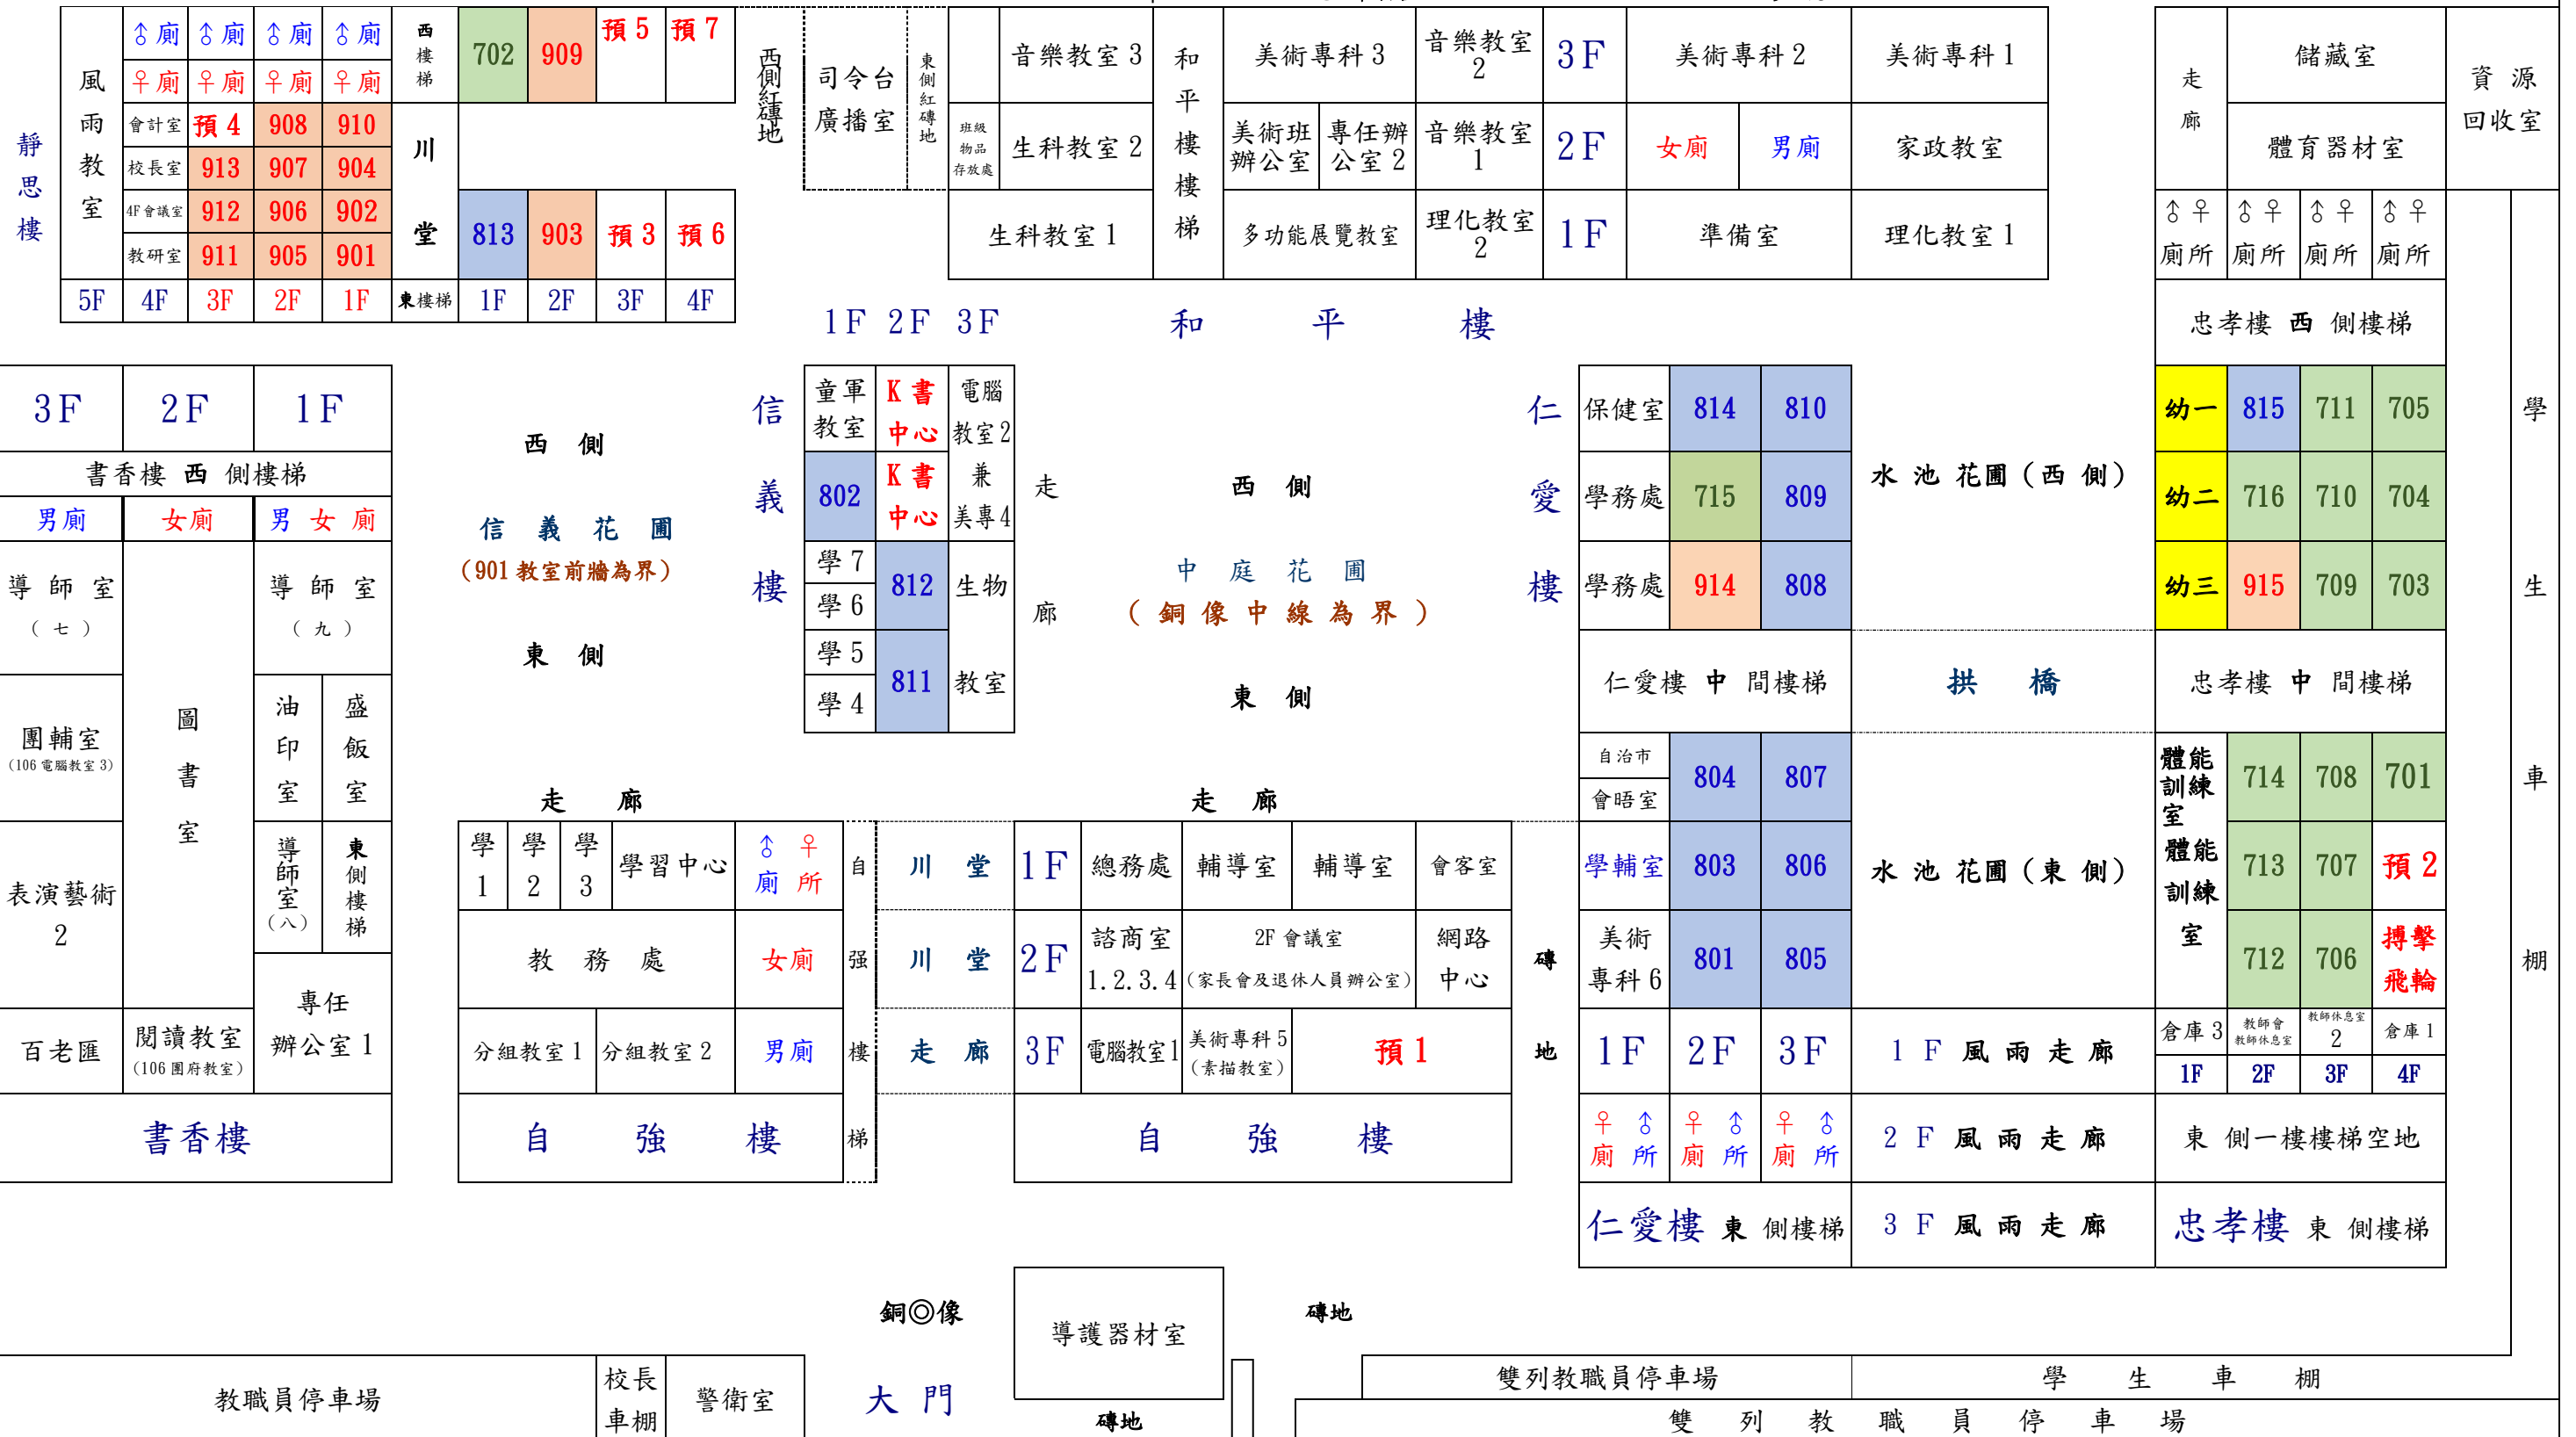 靜思樓
風雨教室
♂廁 ♂廁 ♂廁 ♂廁
♀廁 ♀廁 ♀廁 ♀廁
會計室 預4 908 910
校長室 913 907 904
4F會議室 912 906 902
教研室 911 905 901
5F 4F 3F 2F 1F 東樓梯 1F 2F 3F 4F
西樓梯
川堂
702 909 預5 預7
813 903 預3 預6
西側紅磚地
司令台
廣播室
東側紅磚地
音樂教室3
班級
物品
存放處
生科教室2
生科教室1
和平樓樓梯
美術專科3
音樂教室
2
3F
美術專科2
美術專科1
美術班
辦公室
專任辦
公室2
音樂教室
1
2F
女廁
男廁
家政教室
多功能展覽教室
理化教室
2
1F
準備室
理化教室1
走廊
儲藏室
體育器材室
資源
回收室
♂♀ ♂♀ ♂♀ ♂♀
廁所 廁所 廁所 廁所
忠孝樓 西 側樓梯
1F 2F 3F
和平樓
3F 2F 1F
書香樓 西 側樓梯
男廁 女廁 男女廁
導師室
(七)
圖書室
導師室
(九)
團輔室
(106電腦教室3)
油印室
盛飯室
表演藝術
2
導師室
(八)
東側樓梯
百老匯
閱讀教室
(106團府教室)
專任
辦公室1
書香樓
西側
信義花圃
(901教室前牆為界)
東側
走廊
信義樓
童軍
教室
K書
中心
電腦
教室2
兼
美專4
802
K書
中心
學7
學6
812
生物
教室
學5
學4
811
走廊
西側
中庭花圃
(銅像中線為界)
東側
走廊
仁愛樓
保健室 814 810
學務處 715 809
學務處 914 808
仁愛樓 中 間樓梯
自治市
會晤室
804 807
學輔室 803 806
美術
專科6
801 805
1F 2F 3F
♀♂ ♀♂ ♀♂
廁所 廁所 廁所
仁愛樓 東 側樓梯
水池花圃(西側)
拱橋
水池花圃(東側)
1F風雨走廊
2F風雨走廊
3F風雨走廊
幼一 815 711 705
幼二 716 710 704
幼三 915 709 703
忠孝樓 中 間樓梯
體能
訓練
室
714 708 701
體能
訓練
室
713 707 預2
712 706
搏擊
飛輪
倉庫3
教師會
教師休息室
教師休息室
2
倉庫1
1F 2F 3F 4F
東側一樓樓梯空地
忠孝樓 東 側樓梯
學生車棚
學1
學2
學3
學習中心
♂♀
廁所
教務處
女廁
分組教室1
分組教室2
男廁
自強樓
自强樓梯
川堂
川堂
走廊
1F 總務處 輔導室 輔導室 會客室
2F
諮商室
1.2.3.4
2F會議室
(家長會及退休人員辦公室)
網路
中心
3F
電腦教室1
美術專科5
(素描教室)
預1
自強樓
磚地
銅◎像
導護器材室
磚地
教職員停車場
校長
車棚
警衛室
大門
磚地
雙列教職員停車場
學生車棚
雙列教職員停車場